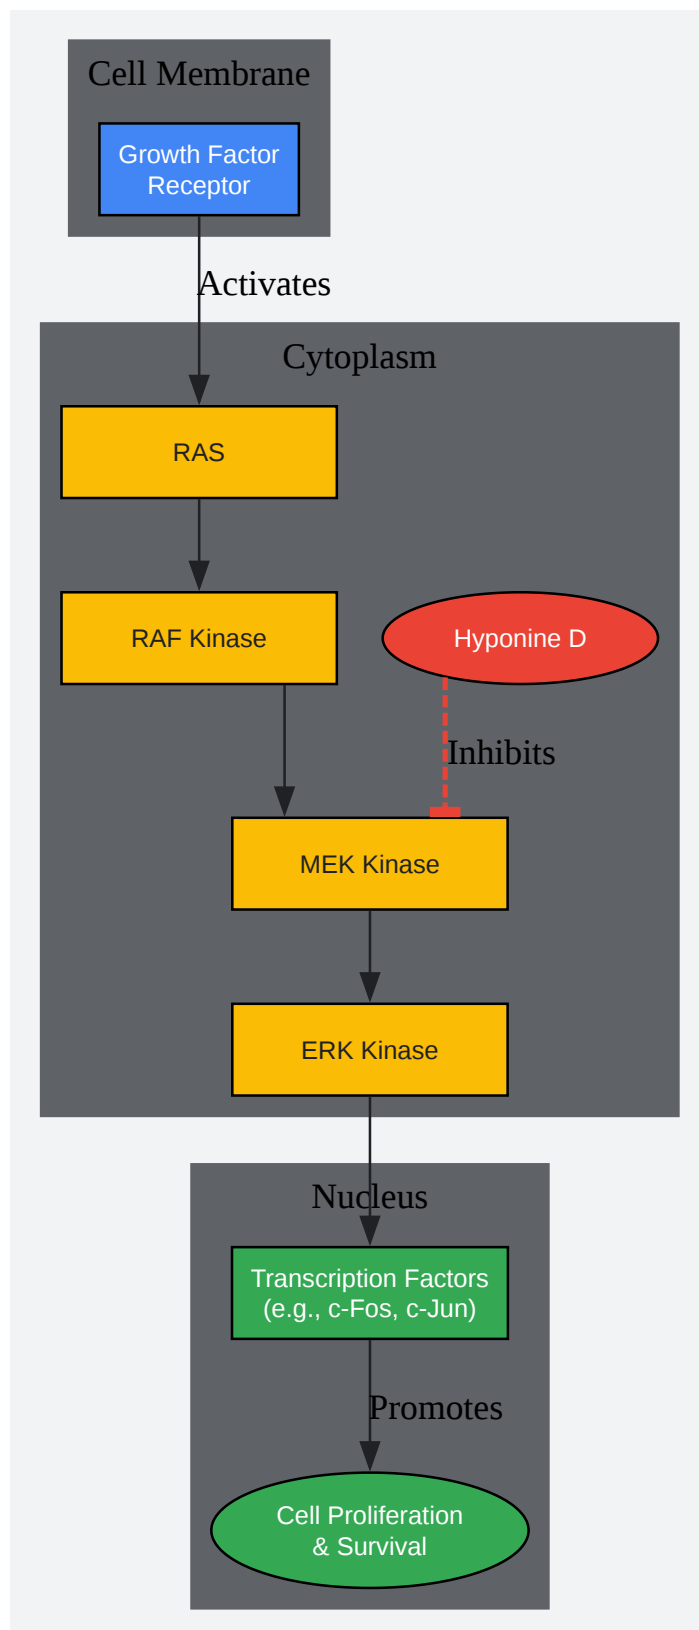 Cell Membrane
Growth Factor
Receptor
Activates
Cytoplasm
RAS
RAF Kinase
Hyponine D
Inhibits
MEK Kinase
ERK Kinase
Nucleus
Transcription Factors
(e.g., c-Fos, c-Jun)
Promotes
Cell Proliferation
& Survival